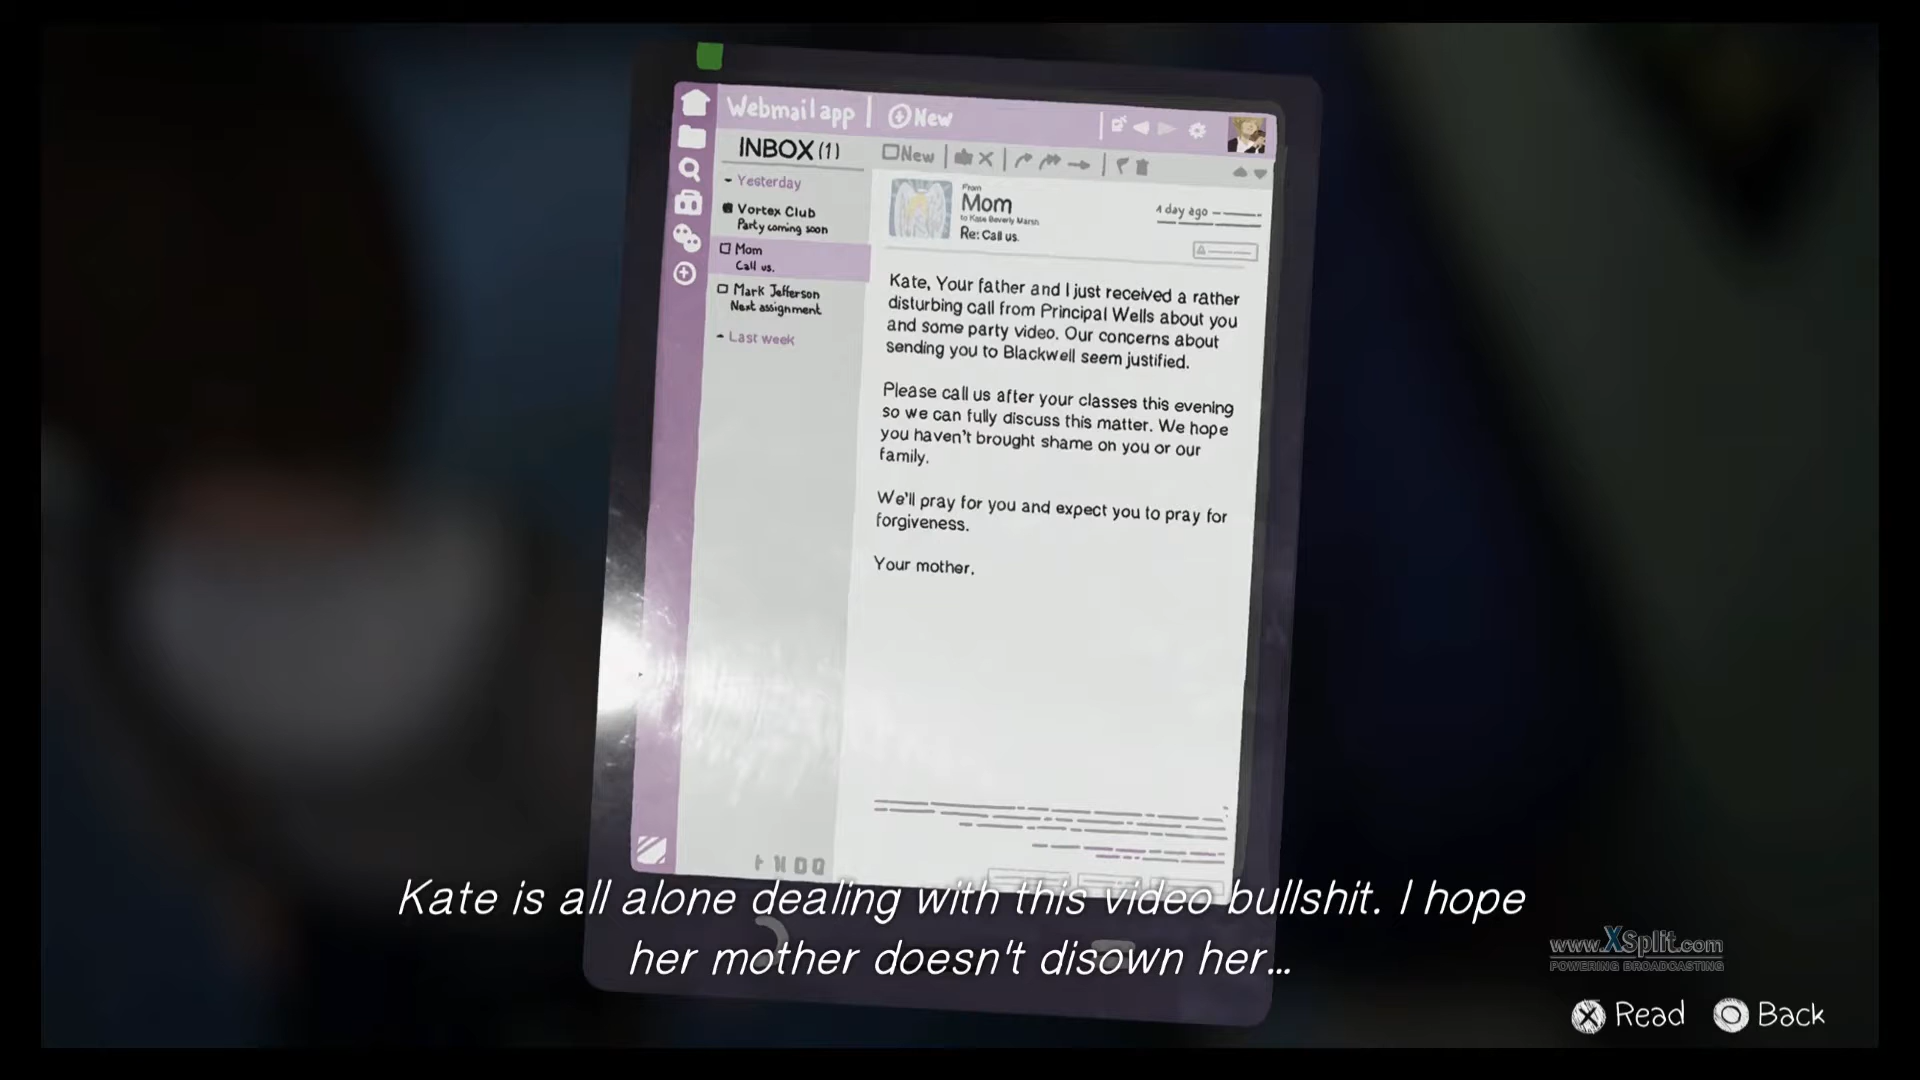 Webmail app | New
INBOX (1)
New
Yesterday
Vortex Club
Party coming soon
Mom
Call us.
Mark Jefferson
Next assignment
Last week
From
Mom
to Kate Beverly Marsh
Re: Call us.
1 day ago
Kate, Your father and I just received a rather
disturbing call from Principal Wells about you
and some party video. Our concerns about
sending you to Blackwell seem justified.
Please call us after your classes this evening
so we can fully discuss this matter. We hope
you haven't brought shame on you or our
family.
We'll pray for you and expect you to pray for
forgiveness.
Your mother.
Kate is all alone dealing with this video bullshit. I hope
her mother doesn't disown her...
www.XSplit.com
POWERING BROADCASTING
Read
Back